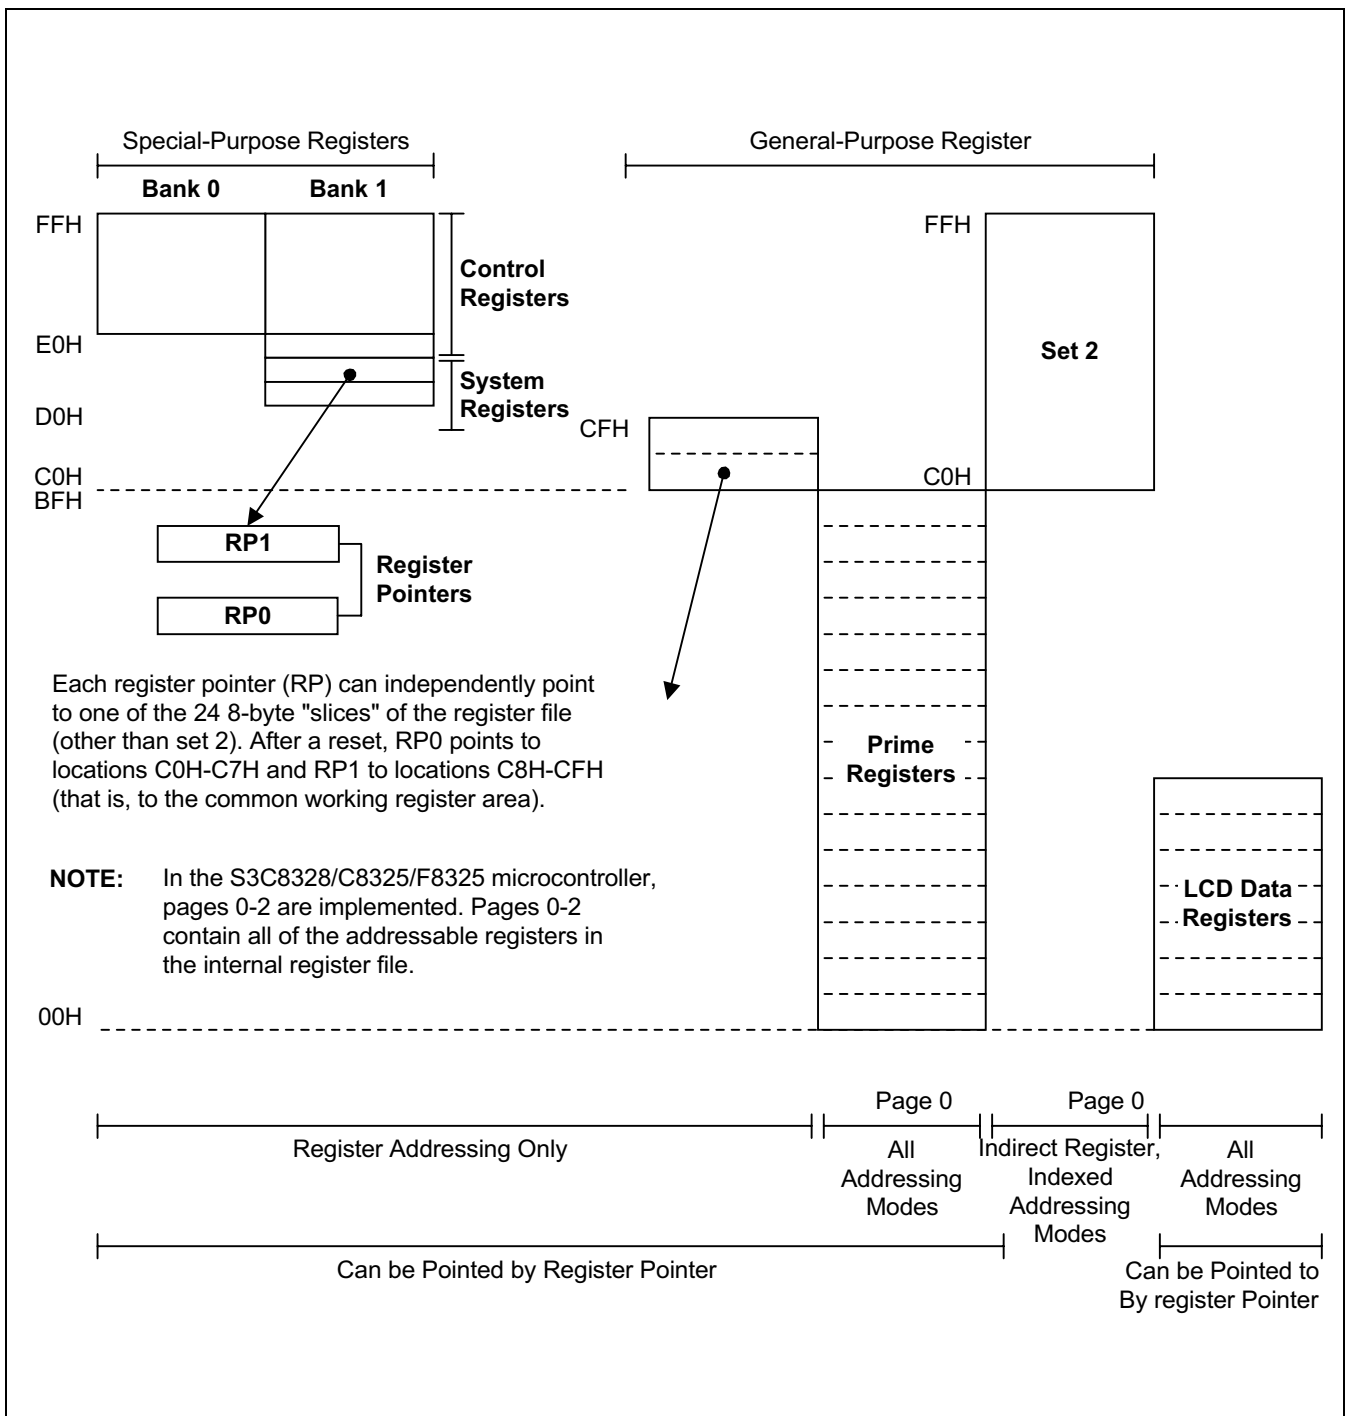 Special-Purpose Registers
General-Purpose Register
Bank 0
Bank 1
FFH
FFH
Control
Registers
E0H
Set 2
System
Registers
D0H
CFH
C0H
C0H
BFH
RP1
Register
Pointers
RP0
Each register pointer (RP) can independently point
to one of the 24 8-byte "slices" of the register file
(other than set 2). After a reset, RP0 points to
locations C0H-C7H and RP1 to locations C8H-CFH
(that is, to the common working register area).
Prime
Registers
NOTE: In the S3C8328/C8325/F8325 microcontroller,
pages 0-2 are implemented. Pages 0-2
contain all of the addressable registers in
the internal register file.
LCD Data
Registers
00H
Page 0
Page 0
Register Addressing Only
All
Addressing
Modes
Indirect Register,
Indexed
Addressing
Modes
All
Addressing
Modes
Can be Pointed by Register Pointer
Can be Pointed to
By register Pointer